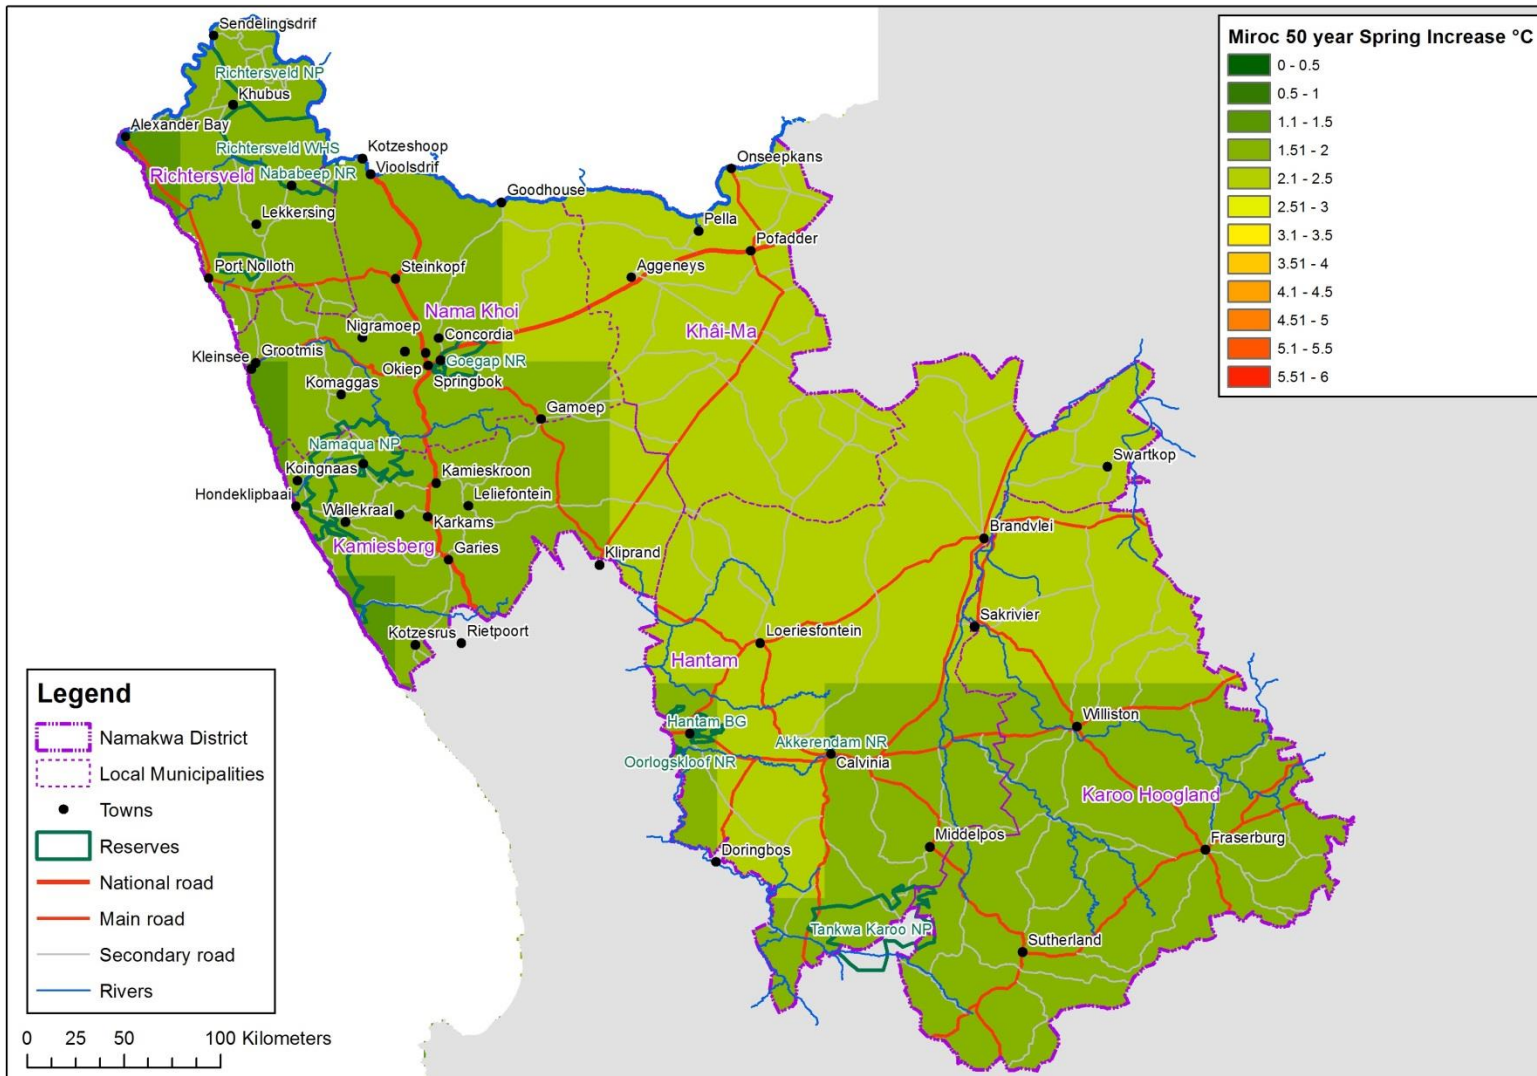 Sendelingsdrif
Richtersveld NP
Khubus
Alexander Bay
Richtersveld WHS
Kotzeshoop
Vioolsdrif
Richtersveld
Nababeep NR
Goodhouse
Onseepkans
Lekkersing
Pella
Pofadder
Port Nolloth
Steinkopf
Aggeneys
Nama Khoi
Khâi-Ma
Nigramoep
Concordia
Kleinsee
Grootmis
Okiep
Goegap NR
Springbok
Komaggas
Gamoep
Namaqua NP
Koingnaas
Kamieskroon
Swartkop
Hondeklipbaai
Leliefontein
Wallekraal
Karkams
Brandvlei
Kamiesberg
Garies
Kliprand
Kotzesrus
Rietpoort
Sakrivier
Loeriesfontein
Hantam
Hantam BG
Williston
Akkerendam NR
Oorlogskloof NR
Calvinia
Karoo Hoogland
Middelpos
Fraserburg
Doringbos
Tankwa Karoo NP
Sutherland
Miroc 50 year Spring Increase °C
0 - 0.5
0.5 - 1
1.1 - 1.5
1.51 - 2
2.1 - 2.5
2.51 - 3
3.1 - 3.5
3.51 - 4
4.1 - 4.5
4.51 - 5
5.1 - 5.5
5.51 - 6
Legend
Namakwa District
Local Municipalities
Towns
Reserves
National road
Main road
Secondary road
Rivers
0 25 50 100 Kilometers